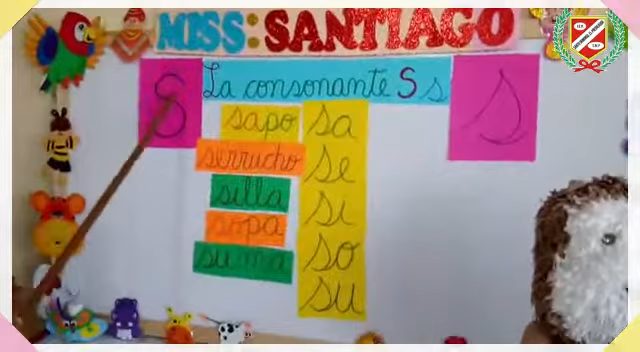 MISS: SANTIAGO
La consonante S s
S
s
sapo sa
serrucho se
silla si
sopa so
suma su